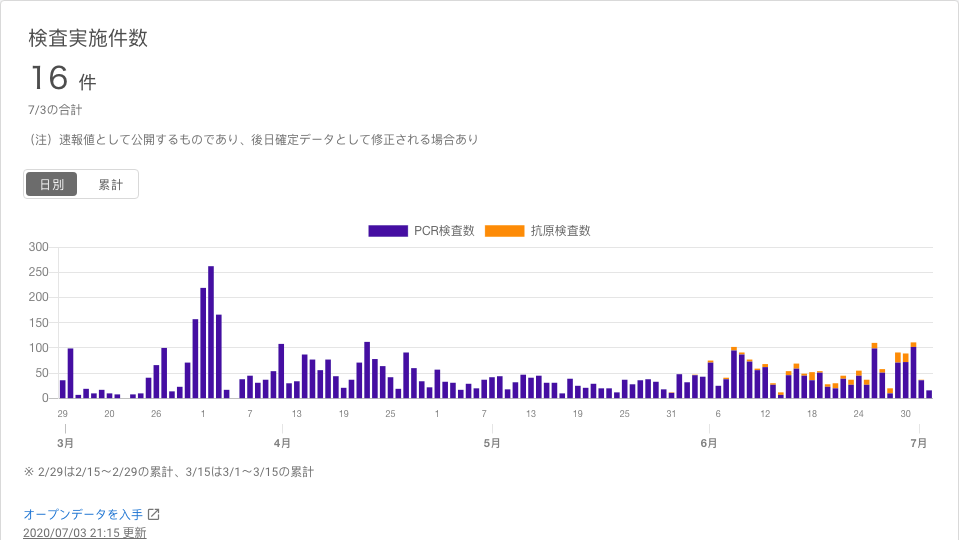 検査実施件数
16 件
7/3の合計
（注）速報値として公開するものであり、後日確定データとして修正される場合あり
日別 累計
PCR検査数 抗原検査数
300
250
200
150
100
50
0
29 20 26 1 7 13 19 25 1 7 13 19 25 31 6 12 18 24 30
3月 4月 5月 6月 7月
※ 2/29は2/15〜2/29の累計、3/15は3/1〜3/15の累計
オープンデータを入手
2020/07/03 21:15 更新